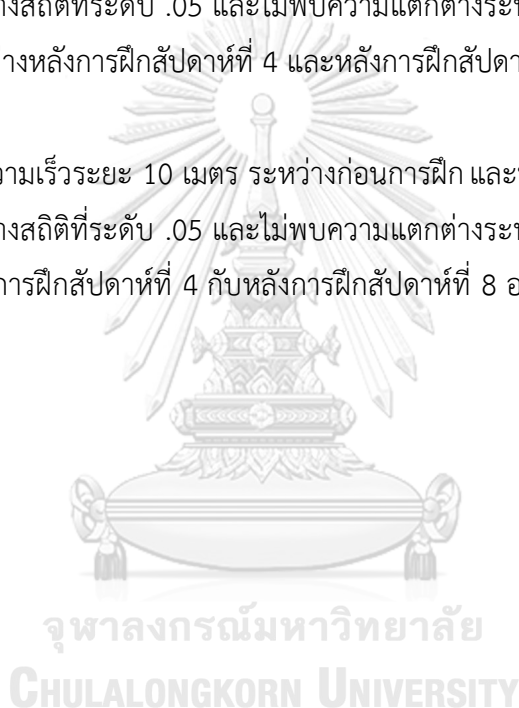 างสถิติที่ระดับ .05 และไม่พบความแตกต่างระห
างหลังการฝึกสัปดาห์ที่ 4 และหลังการฝึกสัปดา
วามเร็วระยะ 10 เมตร ระหว่างก่อนการฝึก และ
างสถิติที่ระดับ .05 และไม่พบความแตกต่างระห
การฝึกสัปดาห์ที่ 4 กับหลังการฝึกสัปดาห์ที่ 8 อ
จุฬาลงกรณ์มหาวิทยาลัย
CHULALONGKORN UNIVERSITY